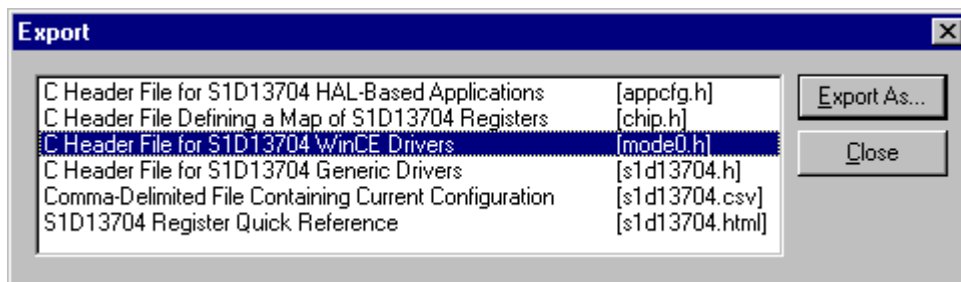 Export
C Header File for S1D13704 HAL-Based Applications [appcfg.h]
C Header File Defining a Map of S1D13704 Registers [chip.h]
C Header File for S1D13704 WinCE Drivers [mode0.h]
C Header File for S1D13704 Generic Drivers [s1d13704.h]
Comma-Delimited File Containing Current Configuration [s1d13704.csv]
S1D13704 Register Quick Reference [s1d13704.html]
Export As...
Close